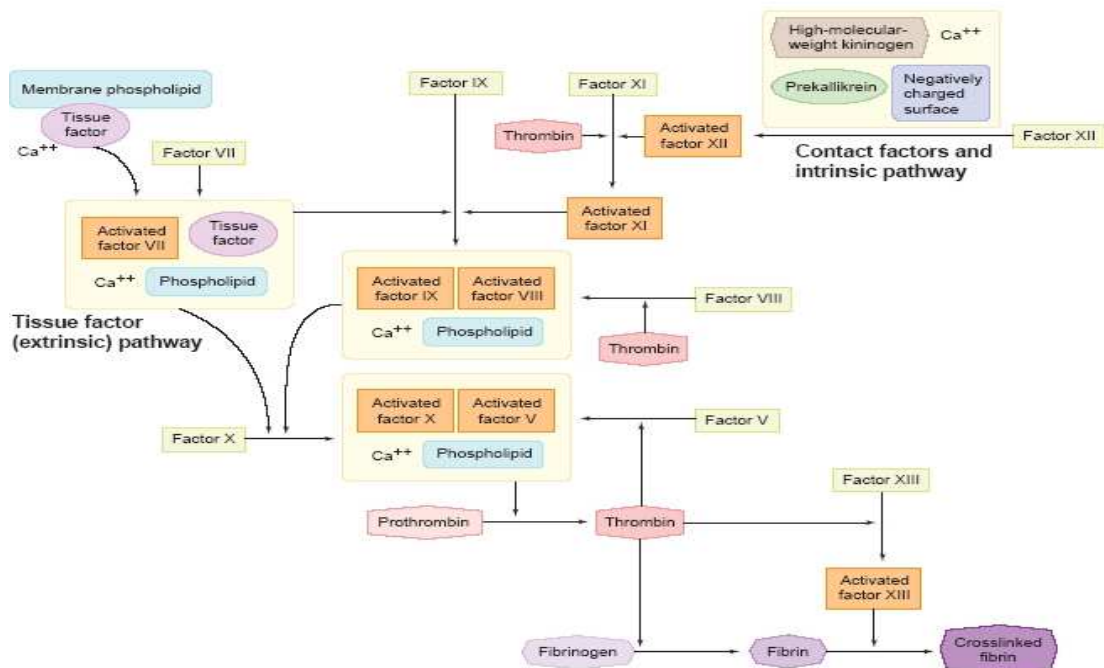 High-molecular-
weight kininogen
Ca++
Prekallikrein
Negatively
charged
surface
Membrane phospholipid
Tissue
factor
Ca++
Factor VII
Factor IX
Factor XI
Thrombin
Activated
factor XII
Factor XII
Contact factors and
intrinsic pathway
Activated
factor VII
Tissue
factor
Ca++
Phospholipid
Activated
factor XI
Tissue factor
(extrinsic) pathway
Activated
factor IX
Activated
factor VIII
Ca++
Phospholipid
Factor VIII
Thrombin
Factor X
Activated
factor X
Activated
factor V
Ca++
Phospholipid
Factor V
Prothrombin
Thrombin
Factor XIII
Activated
factor XIII
Fibrinogen
Fibrin
Crosslinked
fibrin